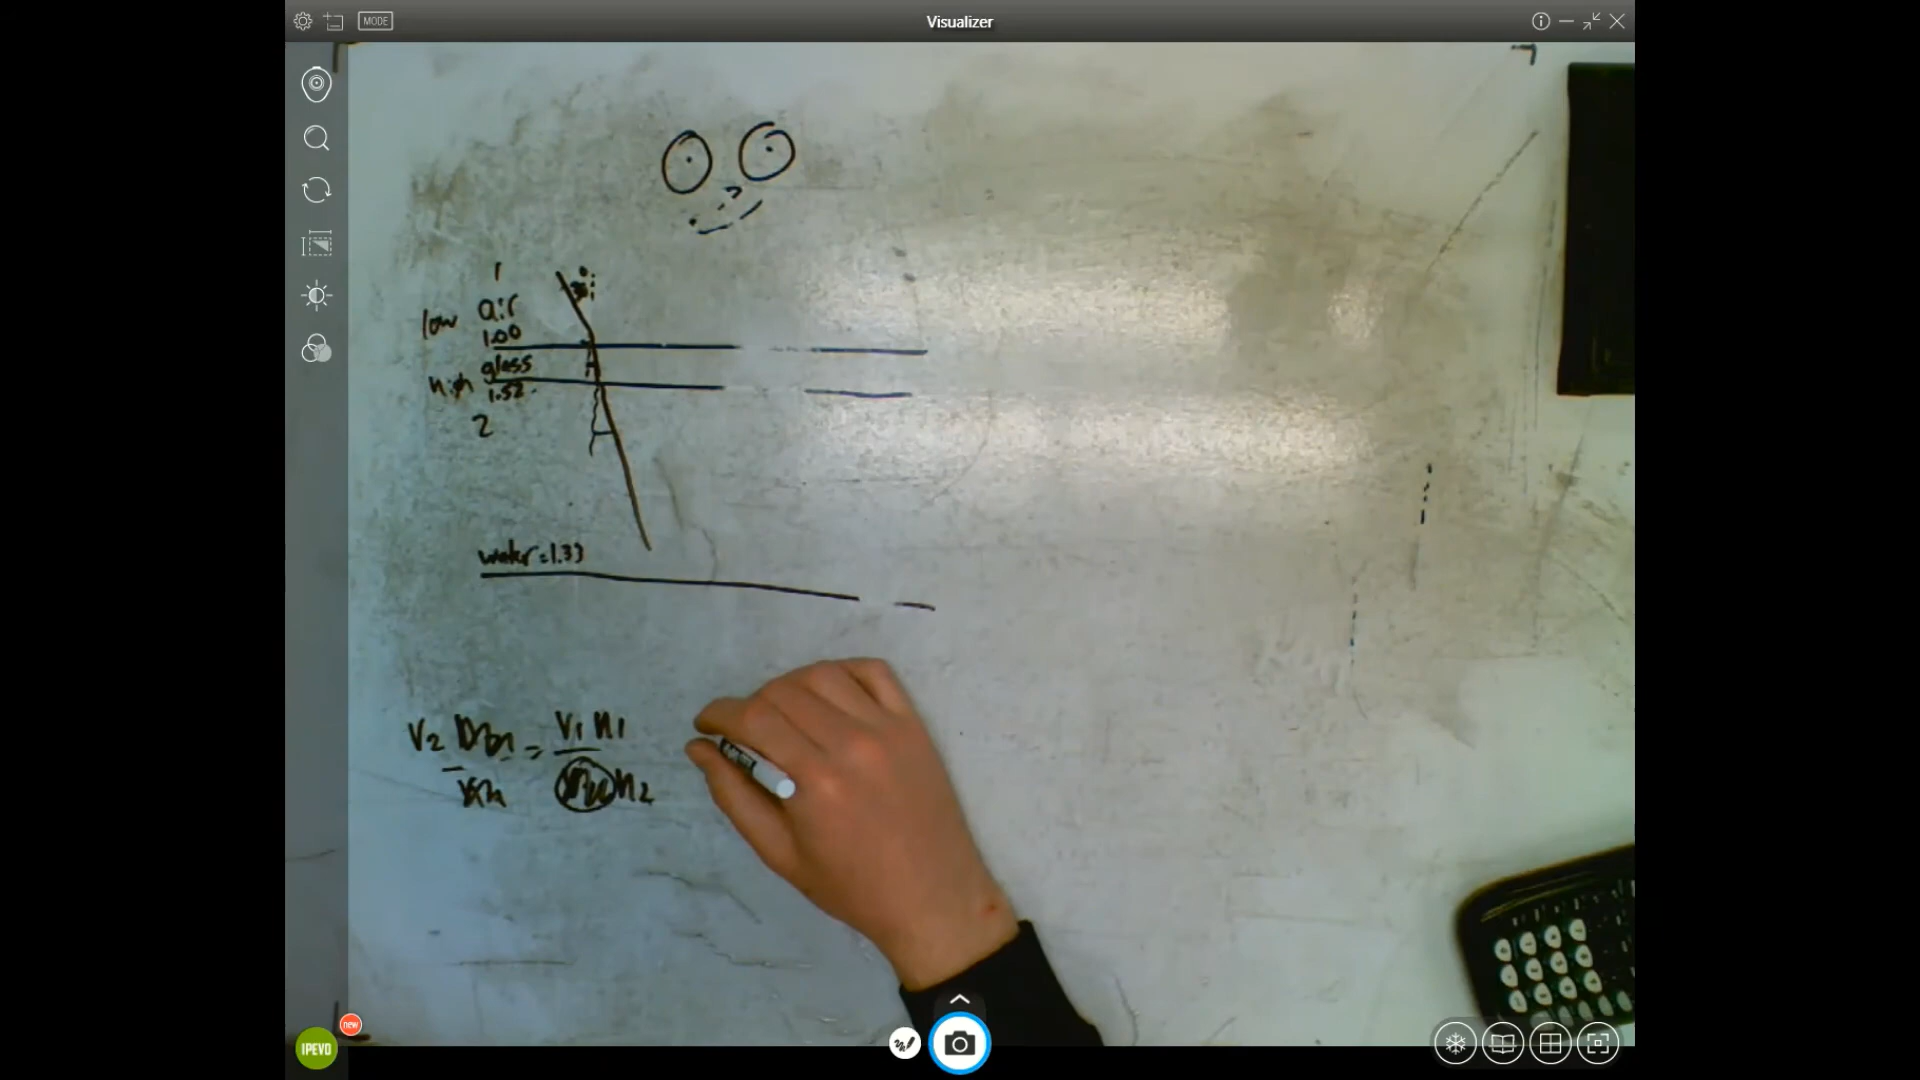 MODE
Visualizer
1
low air
1.00
glass
high 1.52
2
water = 1.33
V2 = V1 n1
n2
new
IPEVO